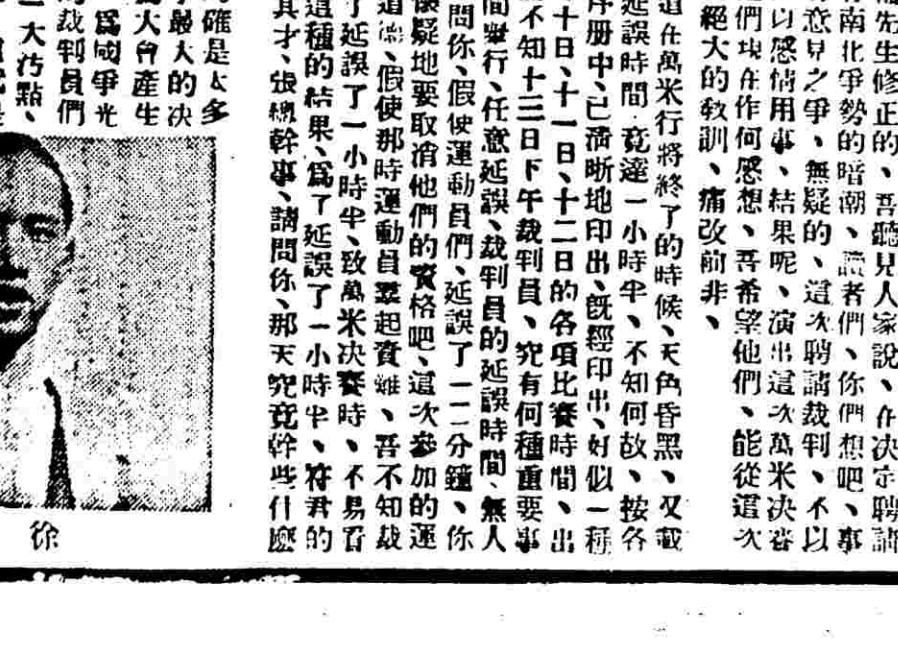 先生修正的、吾聽見人家說、在決定聘請
南北爭勢的暗潮、讀者們、你們想吧、事
意見之爭、無疑的、這次聘請裁判、不以
以感情用事、結果呢、演出這次萬米決賽
們現在作何感想、吾希望他們、能從這次
絕大的敎訓、痛改前非、
道在萬米行將終了的時候、天色昏黑、又載
延誤時間、竟達一小時半、不知何故、按各
序册中、已淸晰地印出、旣經印出、好似一種
十日、十一日、十二日的各項比賽時間、出
不知十三日下午裁判員、究有何種重要事
間舉行、任意延誤、裁判員的延誤時間、無人
問你、假使運動員們、延誤了一二分鐘、你
懷疑地要取消他們的資格吧、這次參加的運
道、假使那時運動員羣起責難、吾不知裁
了延誤了一小時半、致萬米決賽時、不易看
這種的結果、爲了延誤了一小時半、符君的
其才、張總幹事、請問你、那天究竟幹些什麼
確是太多
最大的決
大會產生
爲國爭光
裁判員們
一大汚點、
徐